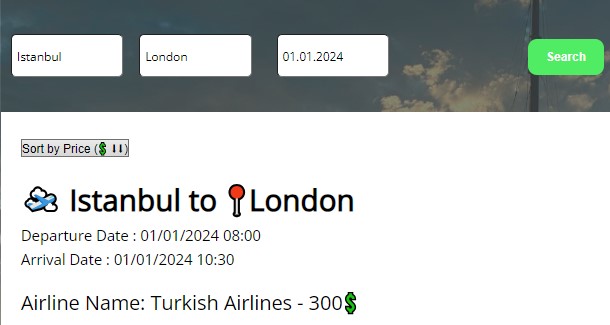 Istanbul London 01.01.2024 Search
Sort by Price (💲⬇⬇)
Istanbul to 📍London
Departure Date : 01/01/2024 08:00
Arrival Date : 01/01/2024 10:30
Airline Name: Turkish Airlines - 300💲